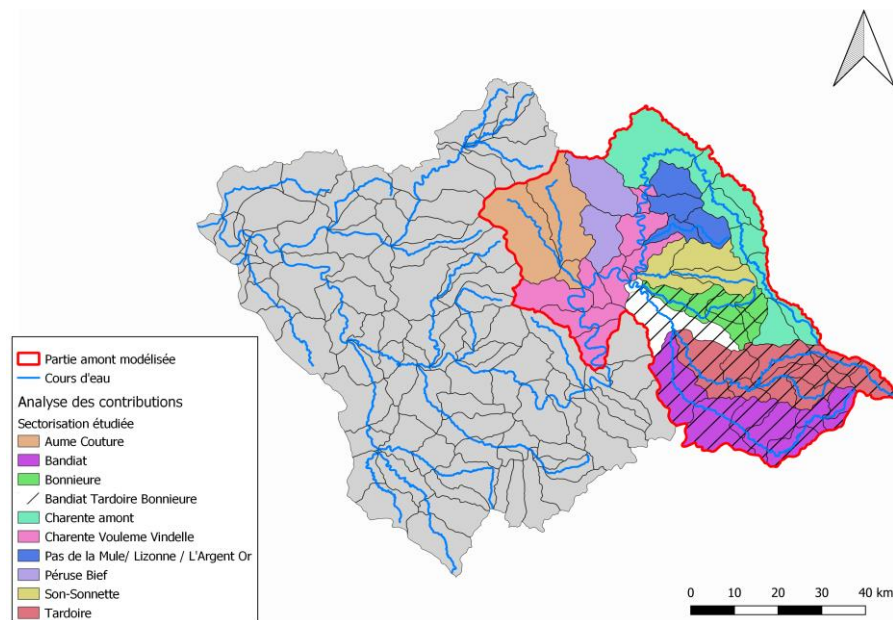 Partie amont modélisée
Cours d'eau
Analyse des contributions
Sectorisation étudiée
Aume Couture
Bandiat
Bonnieure
Bandiat Tardoire Bonnieure
Charente amont
Charente Vouleme Vindelle
Pas de la Mule/ Lizonne / L'Argent Or
Péruse Bief
Son-Sonnette
Tardoire
0 10 20 30 40 km